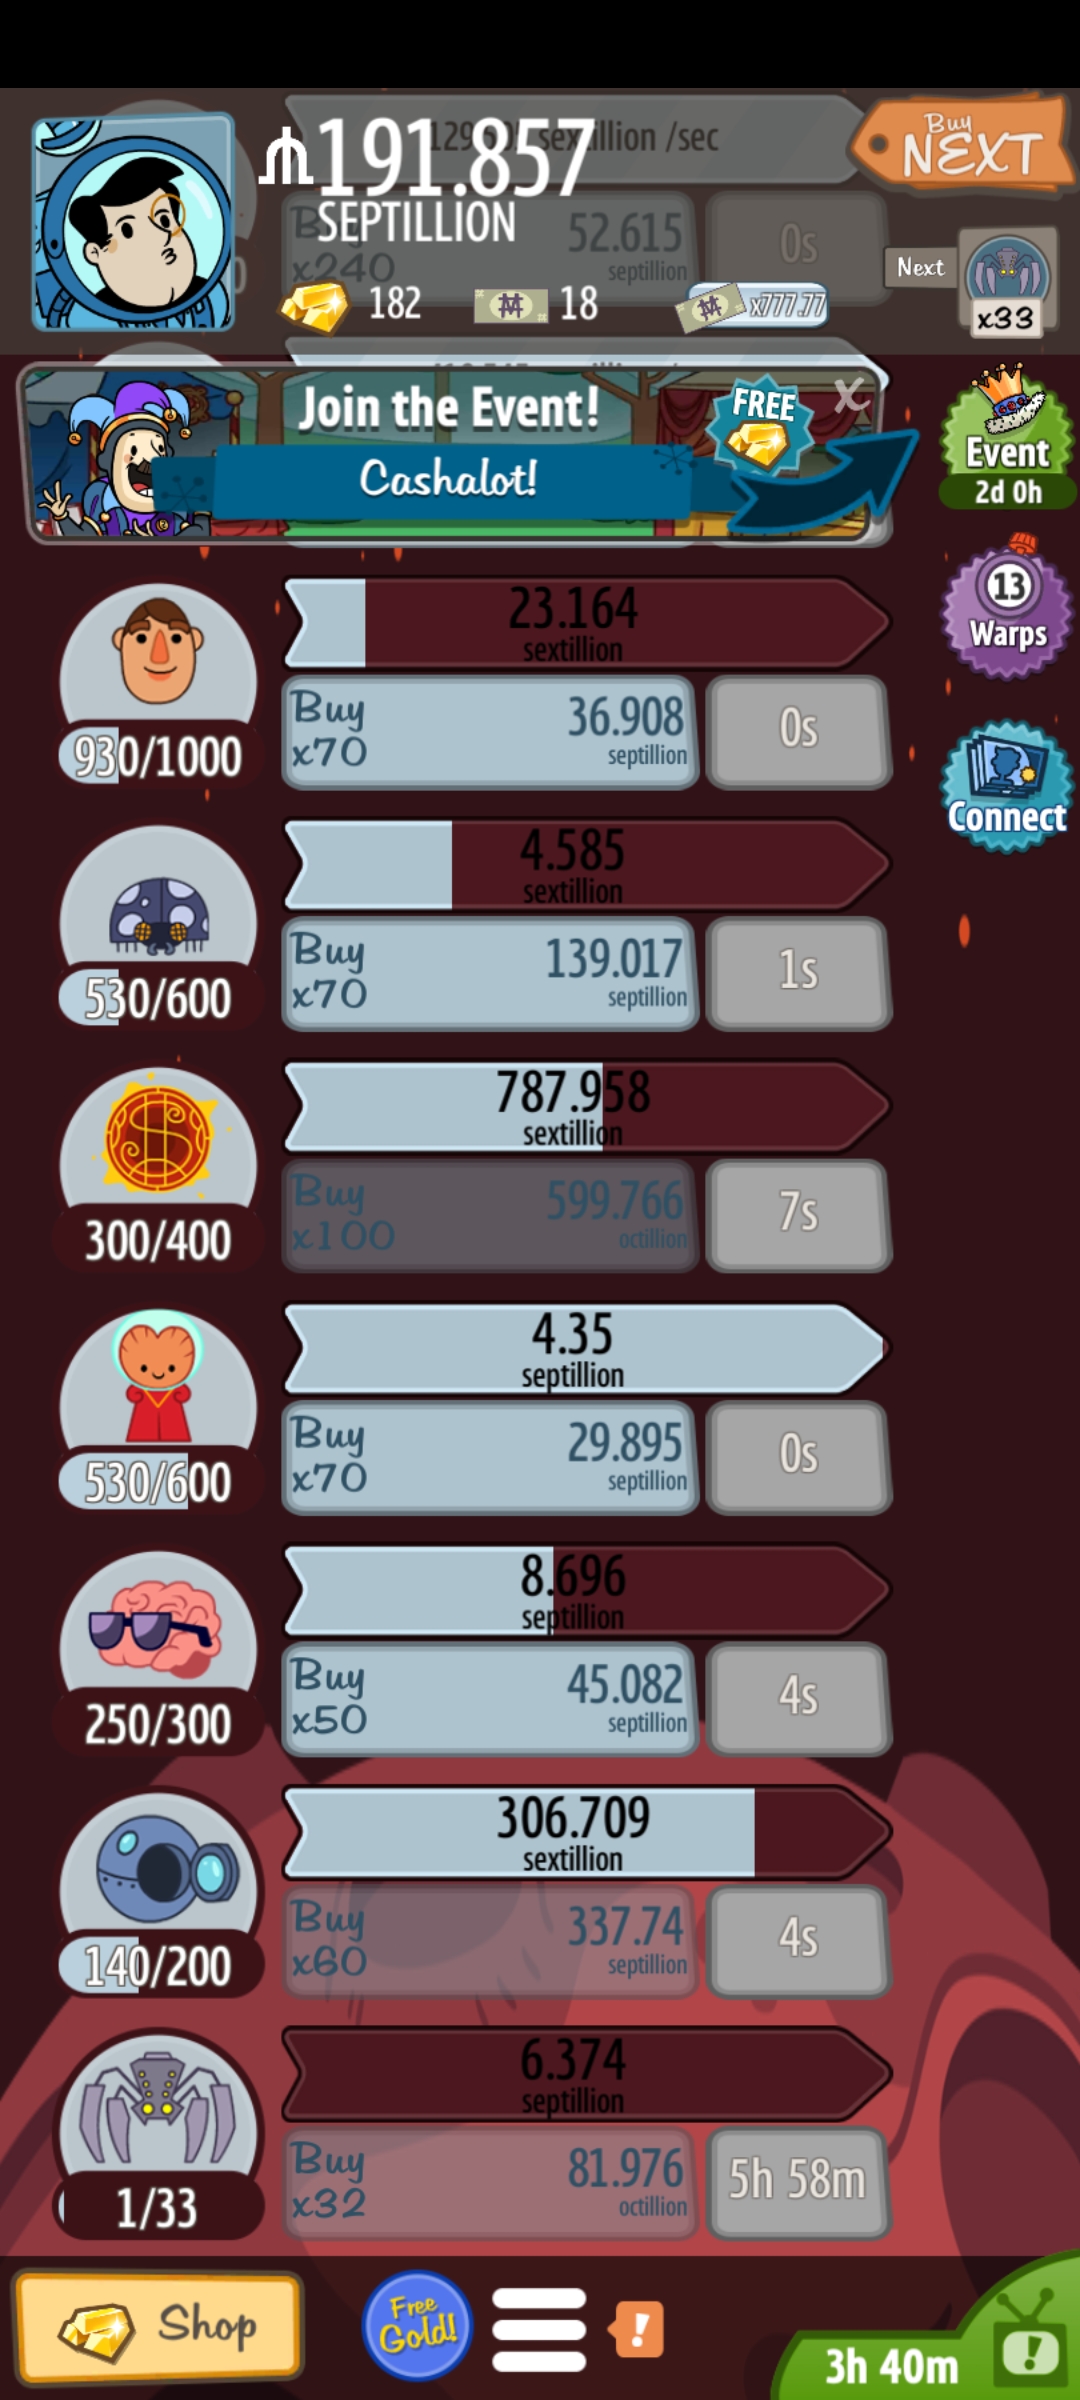 sextillion /sec
₥191.857
SEPTILLION
Buy
NEXT
52.615
septillion
x240
0s
Next
x33
182
18
x777.77
Join the Event!
FREE
X
Cashalot!
Event
2d 0h
13
Warps
Connect
23.164
sextillion
930/1000
Buy
x70
36.908
septillion
0s
4.585
sextillion
530/600
Buy
x70
139.017
septillion
1s
787.958
sextillion
300/400
Buy
x100
599.766
octillion
7s
4.35
septillion
530/600
Buy
x70
29.895
septillion
0s
8.696
septillion
250/300
Buy
x50
45.082
septillion
4s
306.709
sextillion
140/200
Buy
x60
337.74
septillion
4s
6.374
septillion
1/33
Buy
x32
81.976
octillion
5h 58m
Shop
Free
Gold!
!
3h 40m
!